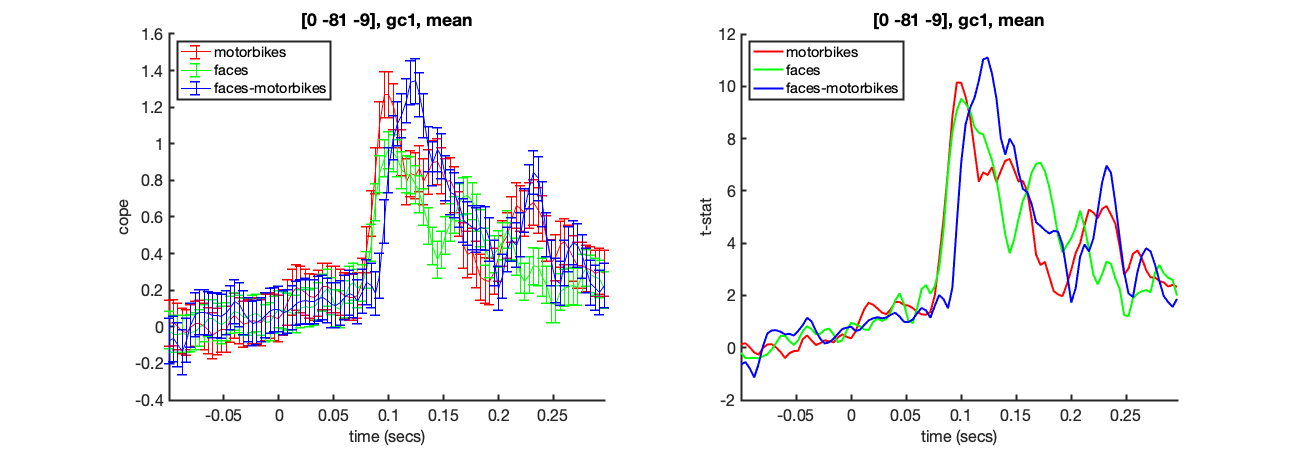 [0 -81 -9], gc1, mean
1.6
1.4
1.2
1
0.8
0.6
0.4
0.2
0
-0.2
-0.4
cope
motorbikes
faces
faces-motorbikes
-0.05
0
0.05
0.1
0.15
0.2
0.25
time (secs)
[0 -81 -9], gc1, mean
12
10
8
6
4
2
0
-2
t-stat
motorbikes
faces
faces-motorbikes
-0.05
0
0.05
0.1
0.15
0.2
0.25
time (secs)